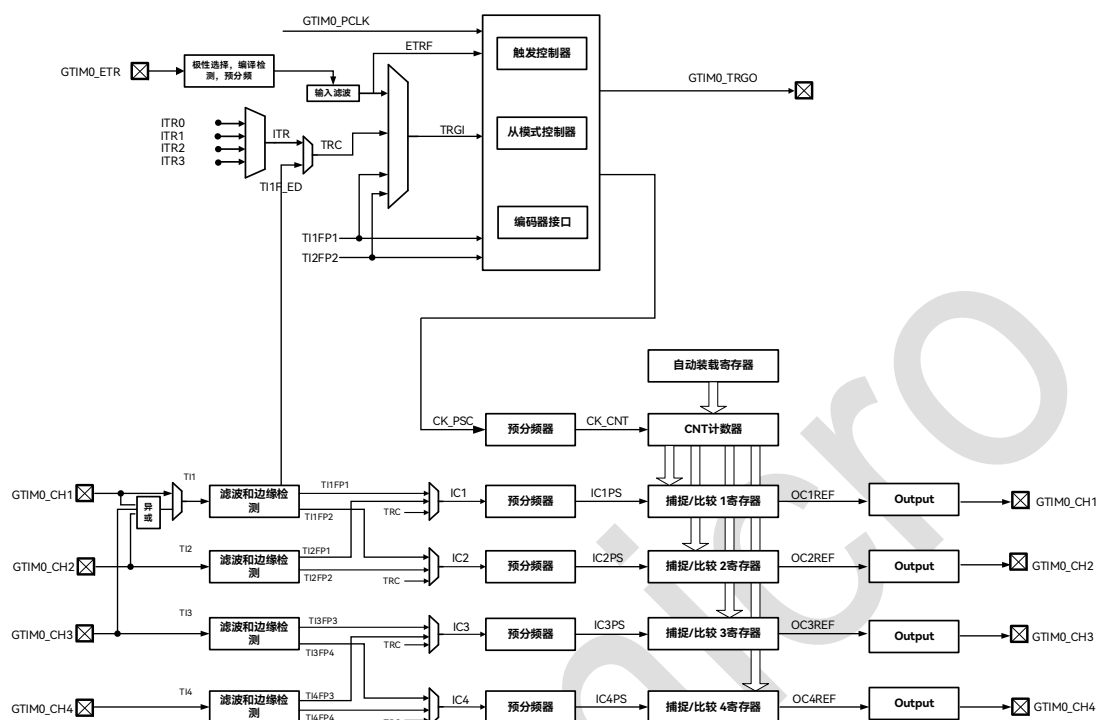 GTIM0_PCLK
ETRF
GTIM0_ETR
极性选择，编译检
测，预分频
输入滤波
触发控制器
GTIM0_TRGO
ITR0
ITR1
ITR2
ITR3
ITR
TRC
TRGI
从模式控制器
TI1F_ED
编码器接口
TI1FP1
TI2FP2
自动装载寄存器
CK_PSC
预分频器
CK_CNT
CNT计数器
GTIM0_CH1
TI1
异
或
滤波和边缘检
测
TI1FP1
TI1FP2
TRC
IC1
预分频器
IC1PS
捕捉/比较 1寄存器
OC1REF
Output
GTIM0_CH1
GTIM0_CH2
TI2
滤波和边缘检
测
TI2FP1
TI2FP2
TRC
IC2
预分频器
IC2PS
捕捉/比较 2寄存器
OC2REF
Output
GTIM0_CH2
GTIM0_CH3
TI3
滤波和边缘检
测
TI3FP3
TI3FP4
TRC
IC3
预分频器
IC3PS
捕捉/比较 3寄存器
OC3REF
Output
GTIM0_CH3
GTIM0_CH4
TI4
滤波和边缘检
测
TI4FP3
TI4FP4
TRC
IC4
预分频器
IC4PS
捕捉/比较 4寄存器
OC4REF
Output
GTIM0_CH4
micro